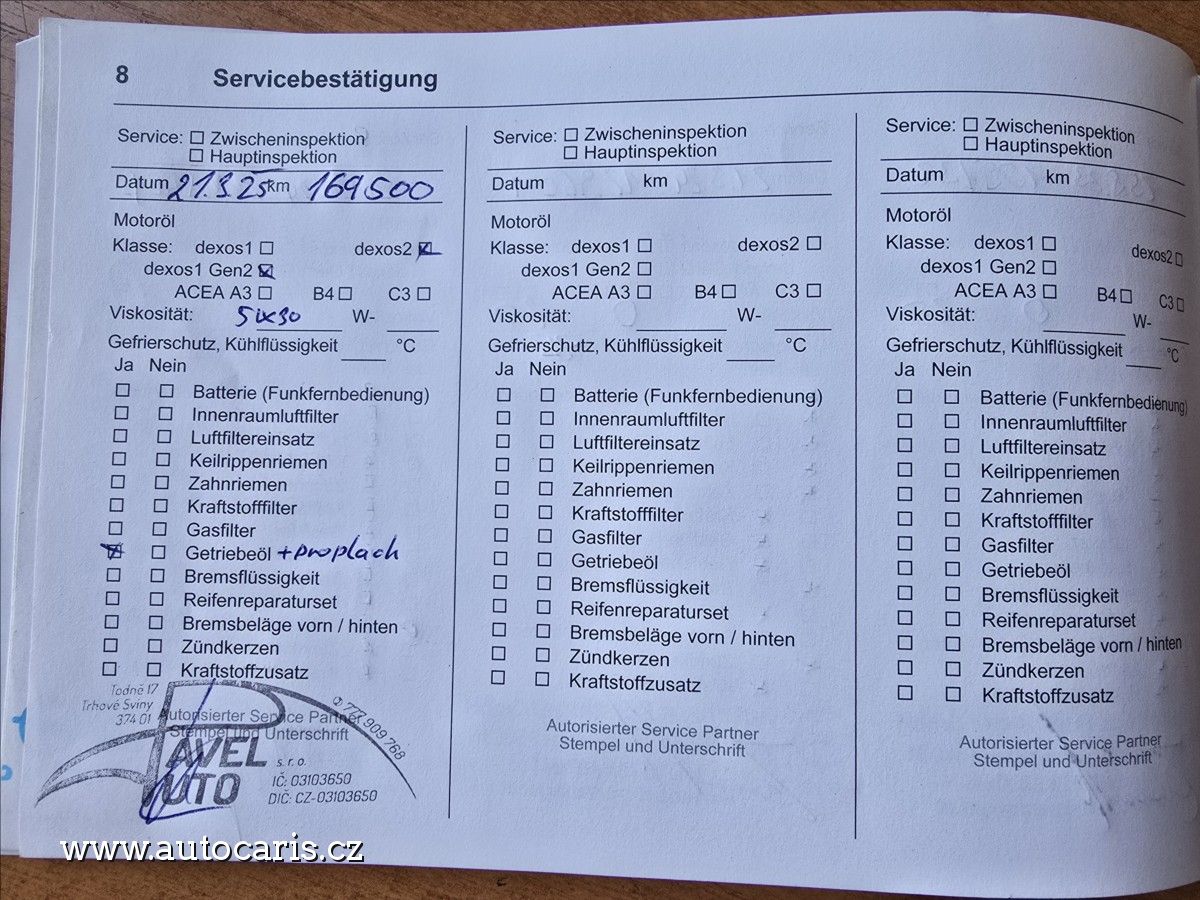 8 Servicebestätigung
Service: Zwischeninspektion
Hauptinspektion
Datum 21.3.25 km 169500
Motoröl
Klasse: dexos1 dexos2
dexos1 Gen2
ACEA A3 B4 C3
Viskosität: 5W30 W-
Gefrierschutz, Kühlflüssigkeit °C
Ja Nein
Batterie (Funkfernbedienung)
Innenraumluftfilter
Luftfiltereinsatz
Keilrippenriemen
Zahnriemen
Kraftstofffilter
Gasfilter
Getriebeöl + proplach
Bremsflüssigkeit
Reifenreparaturset
Bremsbeläge vorn / hinten
Zündkerzen
Kraftstoffzusatz
Todně 17
Trhové Sviny
374 01
Autorisierter Service Partner
Stempel und Unterschrift
777 909 768
PAVEL
AUTO
s.r.o.
IČ: 03103650
DIČ: CZ-03103650
Service: Zwischeninspektion
Hauptinspektion
Datum km
Motoröl
Klasse: dexos1 dexos2
dexos1 Gen2
ACEA A3 B4 C3
Viskosität: W-
Gefrierschutz, Kühlflüssigkeit °C
Ja Nein
Batterie (Funkfernbedienung)
Innenraumluftfilter
Luftfiltereinsatz
Keilrippenriemen
Zahnriemen
Kraftstofffilter
Gasfilter
Getriebeöl
Bremsflüssigkeit
Reifenreparaturset
Bremsbeläge vorn / hinten
Zündkerzen
Kraftstoffzusatz
Autorisierter Service Partner
Stempel und Unterschrift
Service: Zwischeninspektion
Hauptinspektion
Datum km
Motoröl
Klasse: dexos1 dexos2
dexos1 Gen2
ACEA A3 B4 C3
Viskosität: W-
Gefrierschutz, Kühlflüssigkeit °C
Ja Nein
Batterie (Funkfernbedienung)
Innenraumluftfilter
Luftfiltereinsatz
Keilrippenriemen
Zahnriemen
Kraftstofffilter
Gasfilter
Getriebeöl
Bremsflüssigkeit
Reifenreparaturset
Bremsbeläge vorn / hinten
Zündkerzen
Kraftstoffzusatz
Autorisierter Service Partner
Stempel und Unterschrift
www.autocaris.cz